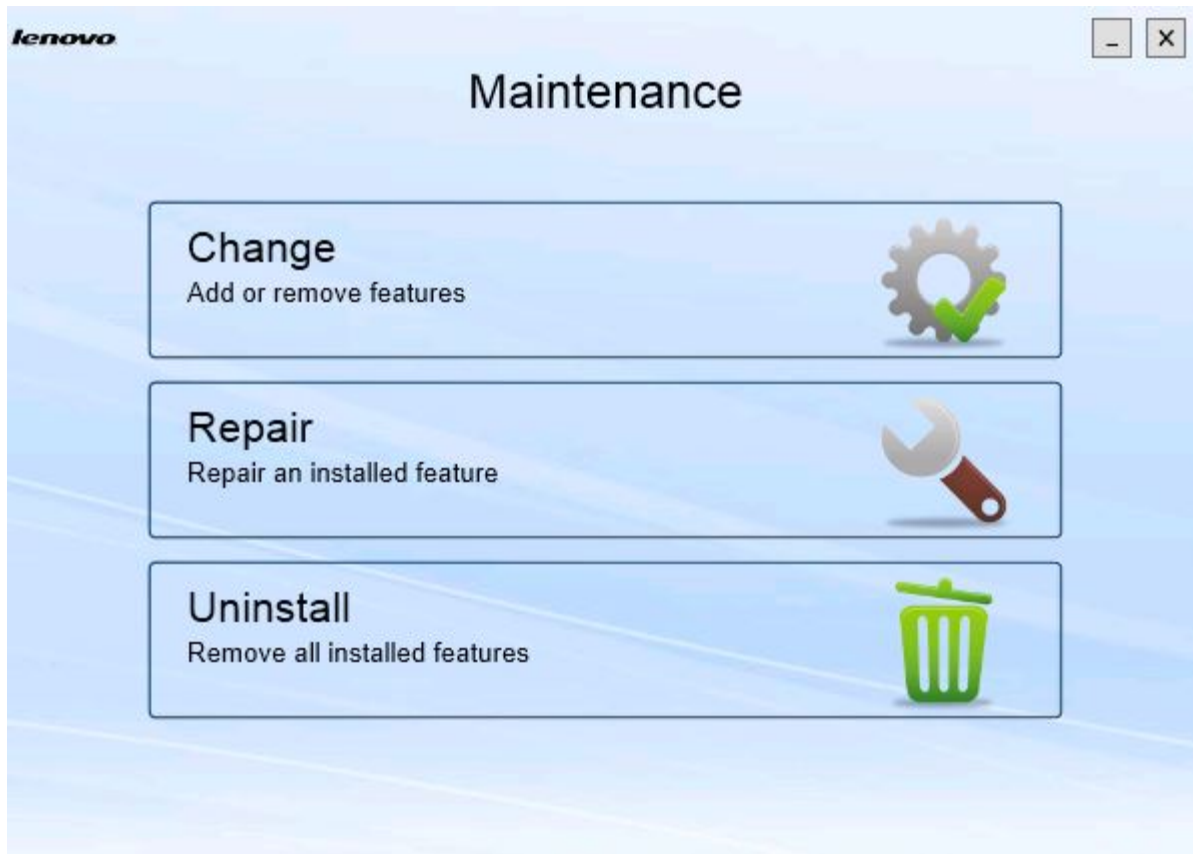 lenovo
Maintenance
Change
Add or remove features
Repair
Repair an installed feature
Uninstall
Remove all installed features